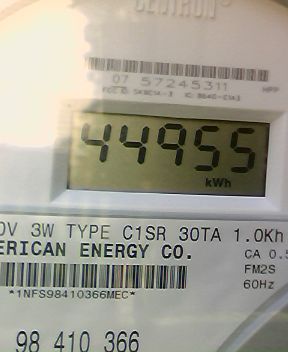 CENTRON®
07 57245311 HPP
44955
kWh
0V 3W TYPE C1SR 30TA 1.0Kh
ERICAN ENERGY CO.
CA 0.5
FM2S
60Hz
*1NFS98410366MEC*
98 410 366